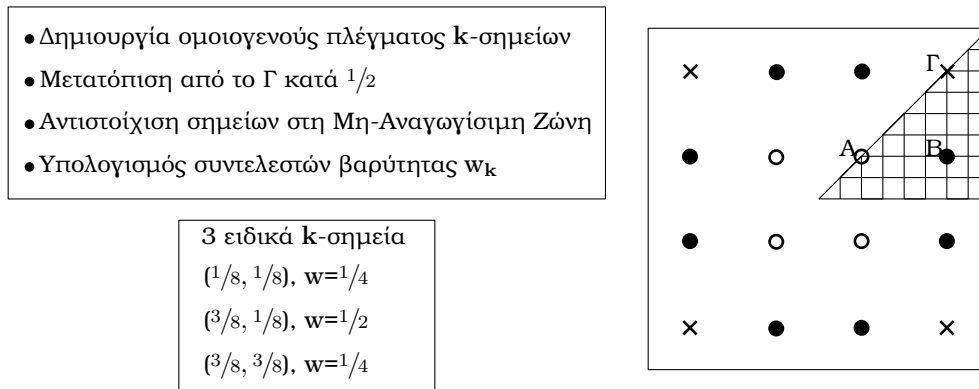 • Δημιουργία ομοιογενούς πλέγματος k-σημείων
• Μετατόπιση από το Γ κατά 1/2
• Αντιστοίχιση σημείων στη Μη-Αναγωγίσιμη Ζώνη
• Υπολογισμός συντελεστών βαρύτητας wk
3 ειδικά k-σημεία
(1/8, 1/8), w=1/4
(3/8, 1/8), w=1/2
(3/8, 3/8), w=1/4
Γ
A
B